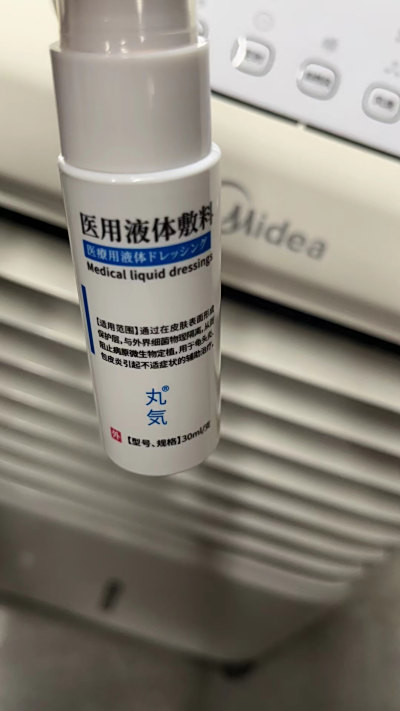 医用液体敷料
医療用液体ドレッシング
Medical liquid dressings
【适用范围】通过在皮肤表面形成
保护层,与外界细菌物理隔离,从而
阻止病原微生物定植,用于龟头炎、
包皮炎引起不适症状的辅助治疗。
丸®
気
外 【型号、规格】30ml/支
Midea